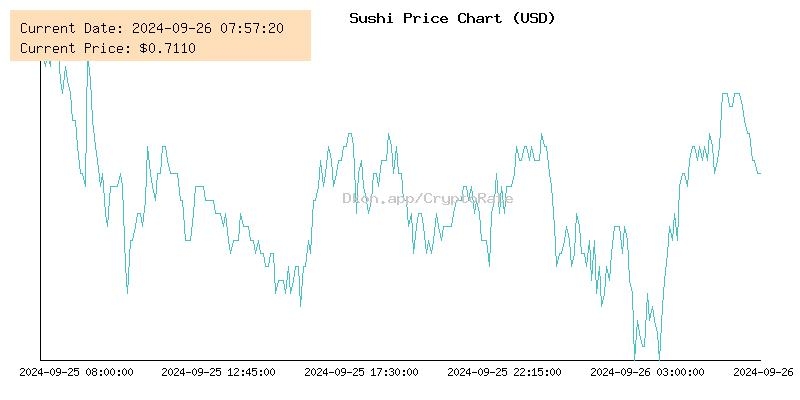 Sushi Price Chart (USD)
Current Date: 2024-09-26 07:57:20
Current Price: $0.7110
Dkon.app/CryptoRate
2024-09-25 08:00:00 2024-09-25 12:45:00 2024-09-25 17:30:00 2024-09-25 22:15:00 2024-09-26 03:00:00 2024-09-26